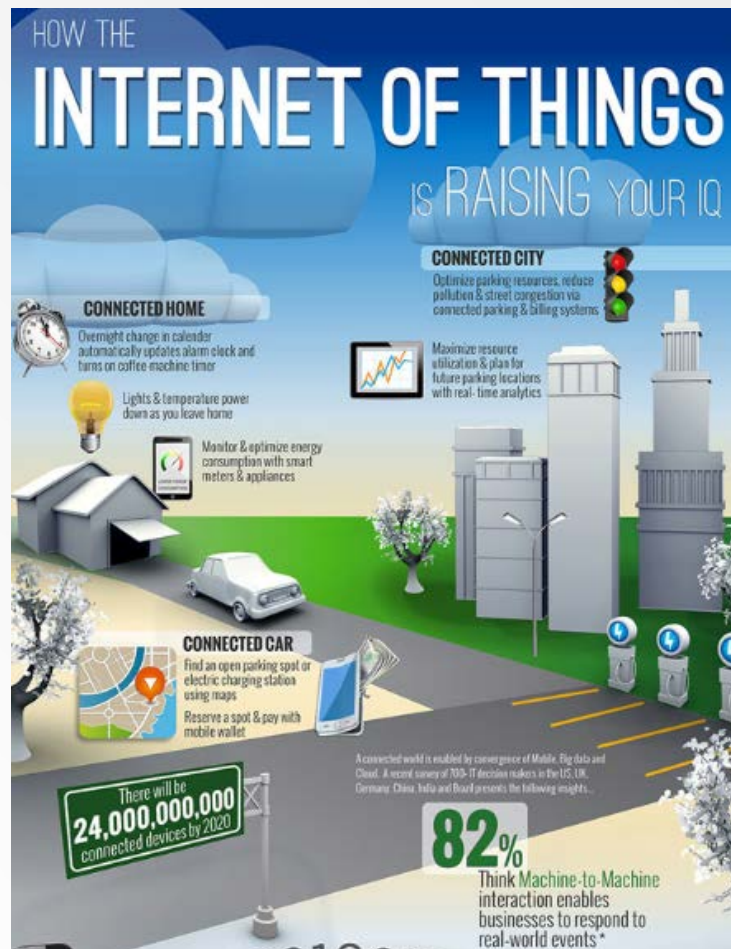 HOW THE
INTERNET OF THINGS
IS RAISING YOUR IQ
CONNECTED CITY
Optimize parking resources, reduce
pollution & street congestion via
connected parking & billing systems
Maximize resource
utilization & plan for
future parking locations
with real-time analytics
CONNECTED HOME
Overnight change in calender
automatically updates alarm clock and
turns on coffee machine timer
Lights & temperature power
down as you leave home
Monitor & optimize energy
consumption with smart
meters & appliances
CONNECTED CAR
Find an open parking spot or
electric charging station
using maps
Reserve a spot & pay with
mobile wallet
There will be
24,000,000,000
connected devices by 2020
A connected world is enabled by convergence of Mobile, Big data and
Cloud. A recent survey of 700+ IT decision makers in the US, UK,
Germany, China, India and Brazil presents the following insights...
82%
Think Machine-to-Machine
interaction enables
businesses to respond to
real-world events *